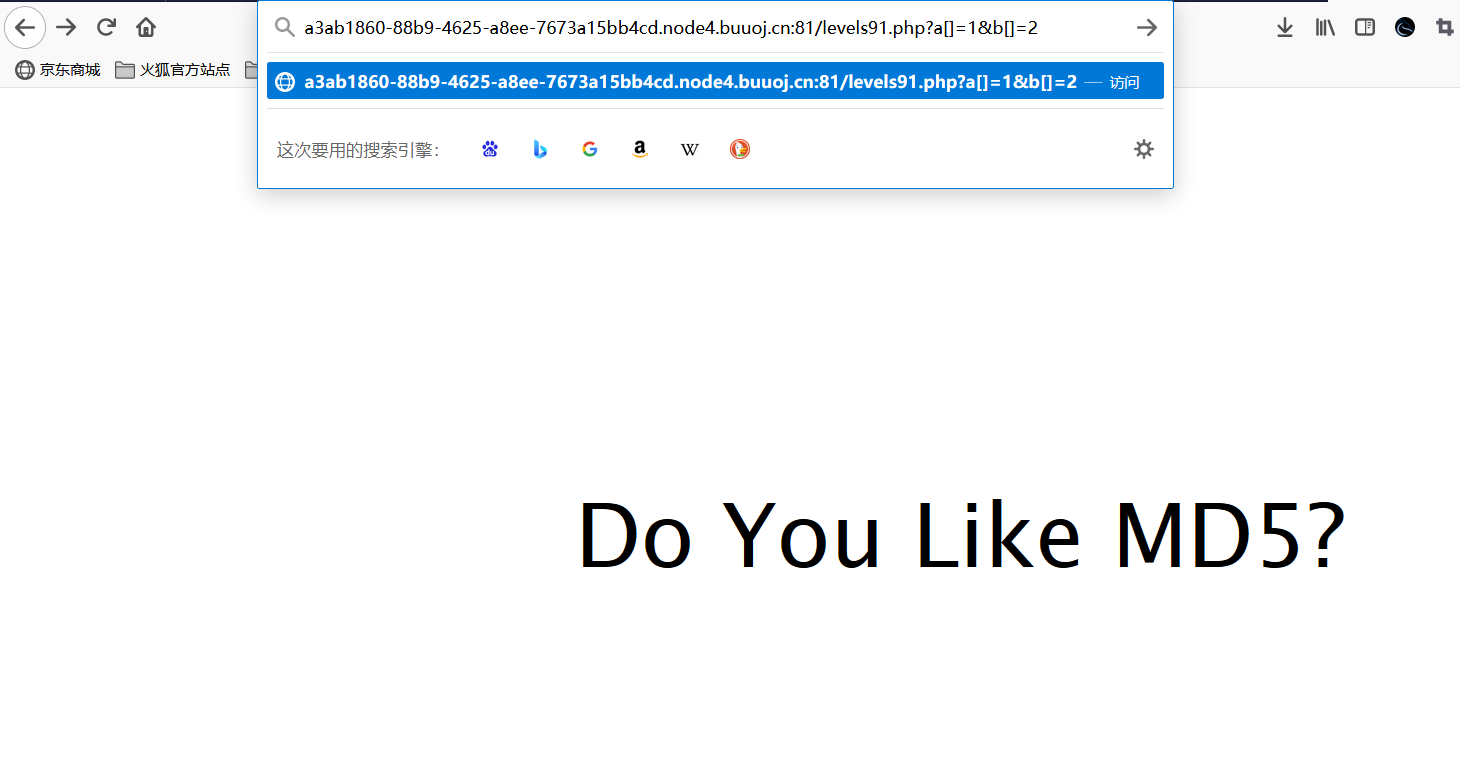 a3ab1860-88b9-4625-a8ee-7673a15bb4cd.node4.buuoj.cn:81/levels91.php?a[]=1&b[]=2
京东商城 火狐官方站点
a3ab1860-88b9-4625-a8ee-7673a15bb4cd.node4.buuoj.cn:81/levels91.php?a[]=1&b[]=2 — 访问
这次要用的搜索引擎:
Do You Like MD5?